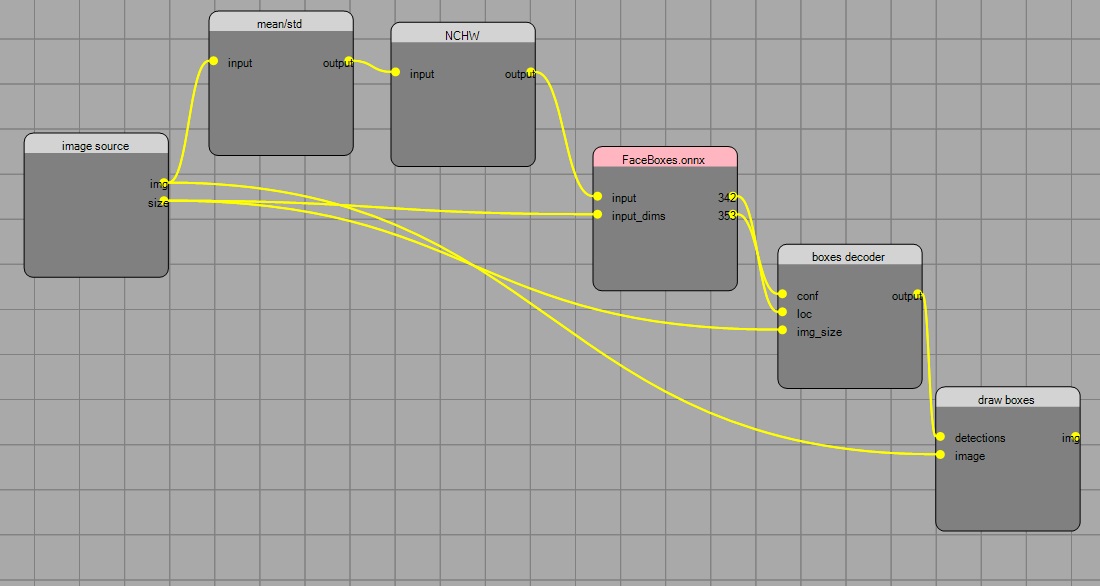 mean/std
input output
NCHW
input output
image source
img
size
FaceBoxes.onnx
input 342
input_dims 353
boxes decoder
conf output
loc
img_size
draw boxes
detections img
image